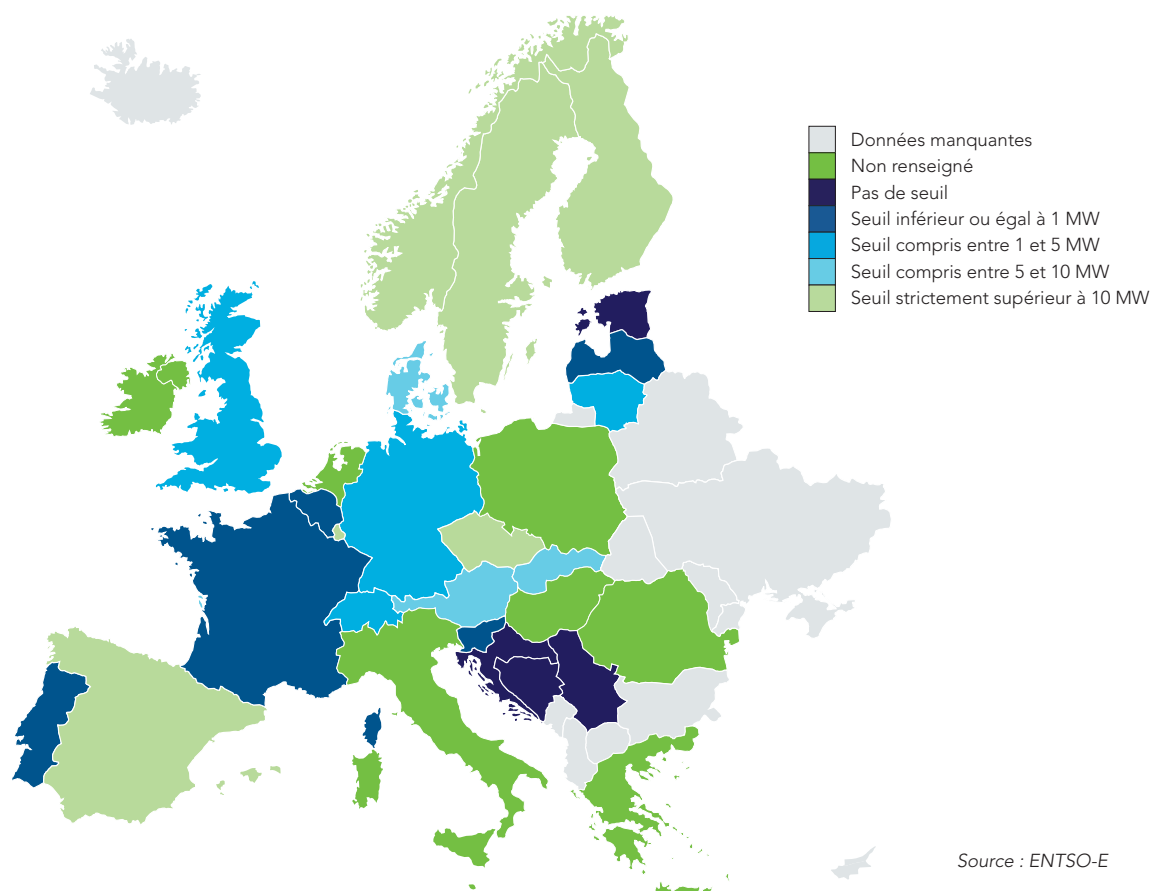 Données manquantes
Non renseigné
Pas de seuil
Seuil inférieur ou égal à 1 MW
Seuil compris entre 1 et 5 MW
Seuil compris entre 5 et 10 MW
Seuil strictement supérieur à 10 MW
Source : ENTSO-E